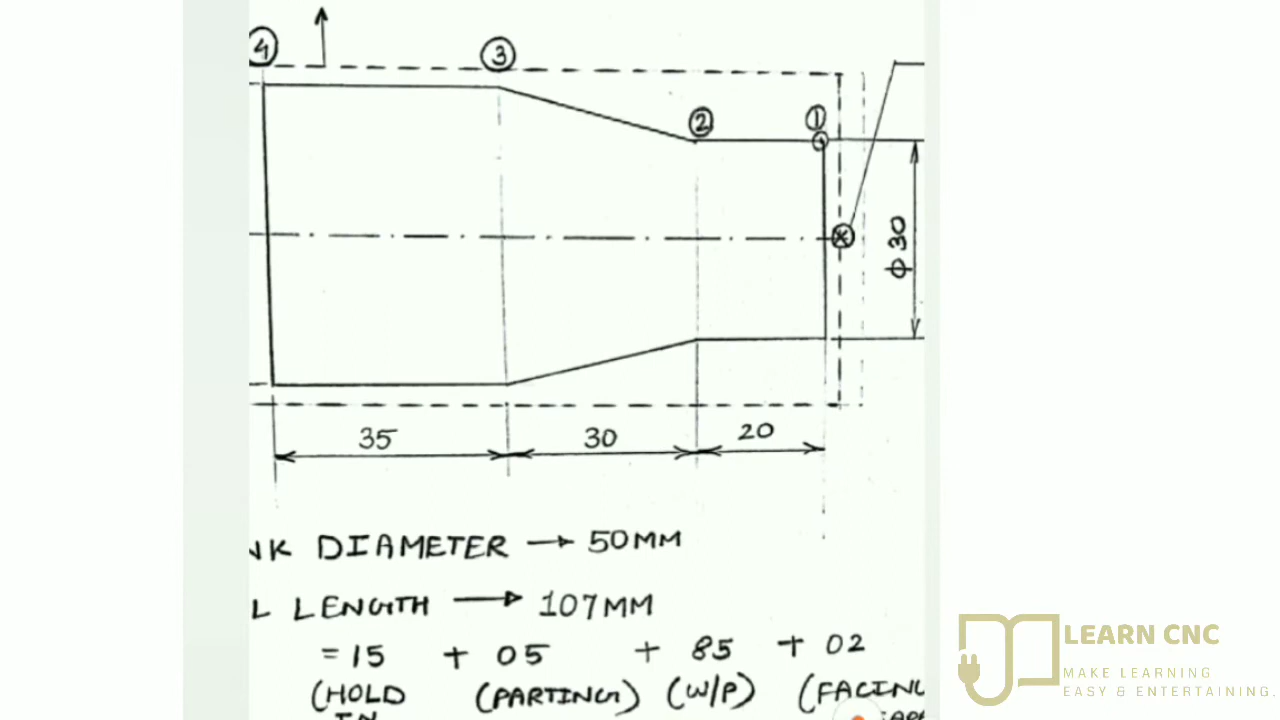 4
3
2
1
φ30
35 30 20
NK DIAMETER → 50MM
L LENGTH → 107MM
= 15 + 05 + 85 + 02
(HOLD (PARTING) (W/P) (FACING
IN
LEARN CNC
MAKE LEARNING
EASY & ENTERTAINING.